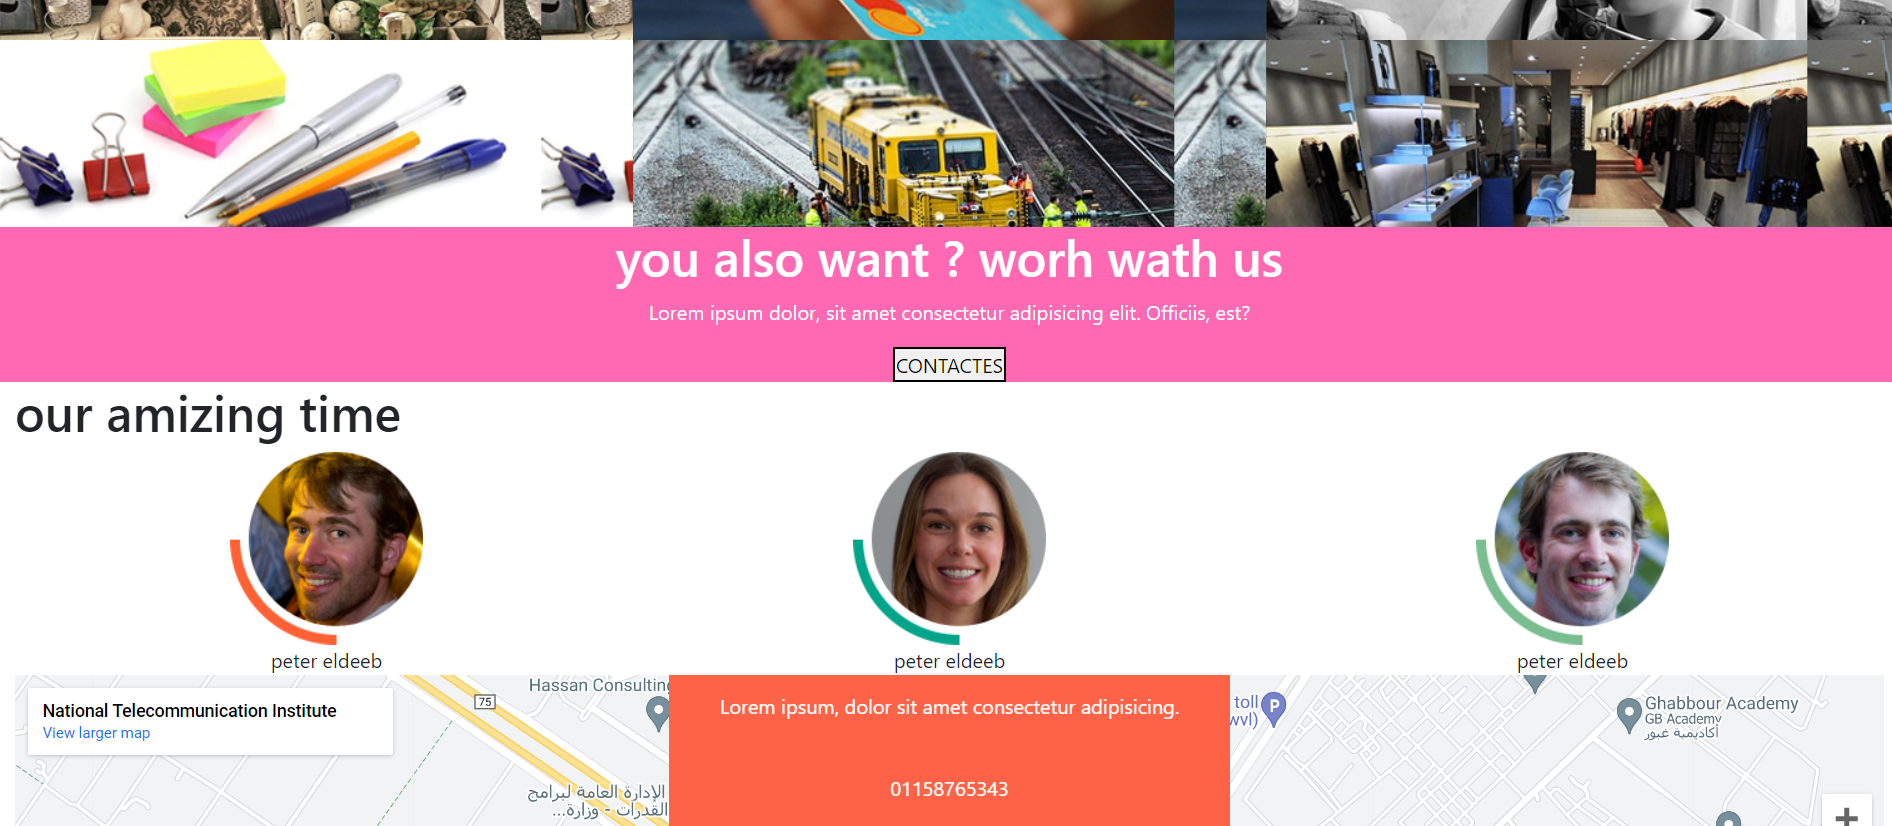 you also want ? worh wath us
Lorem ipsum dolor, sit amet consectetur adipisicing elit. Officiis, est?
CONTACTES
our amizing time
peter eldeeb
peter eldeeb
peter eldeeb
National Telecommunication Institute
View larger map
75
Hassan Consulting
الإدارة العامة لبرامج
القدرات - وزارة...
Lorem ipsum, dolor sit amet consectetur adipisicing.
01158765343
toll
wvl)
P
Ghabbour Academy
GB Academy
أكاديمية غبور
+